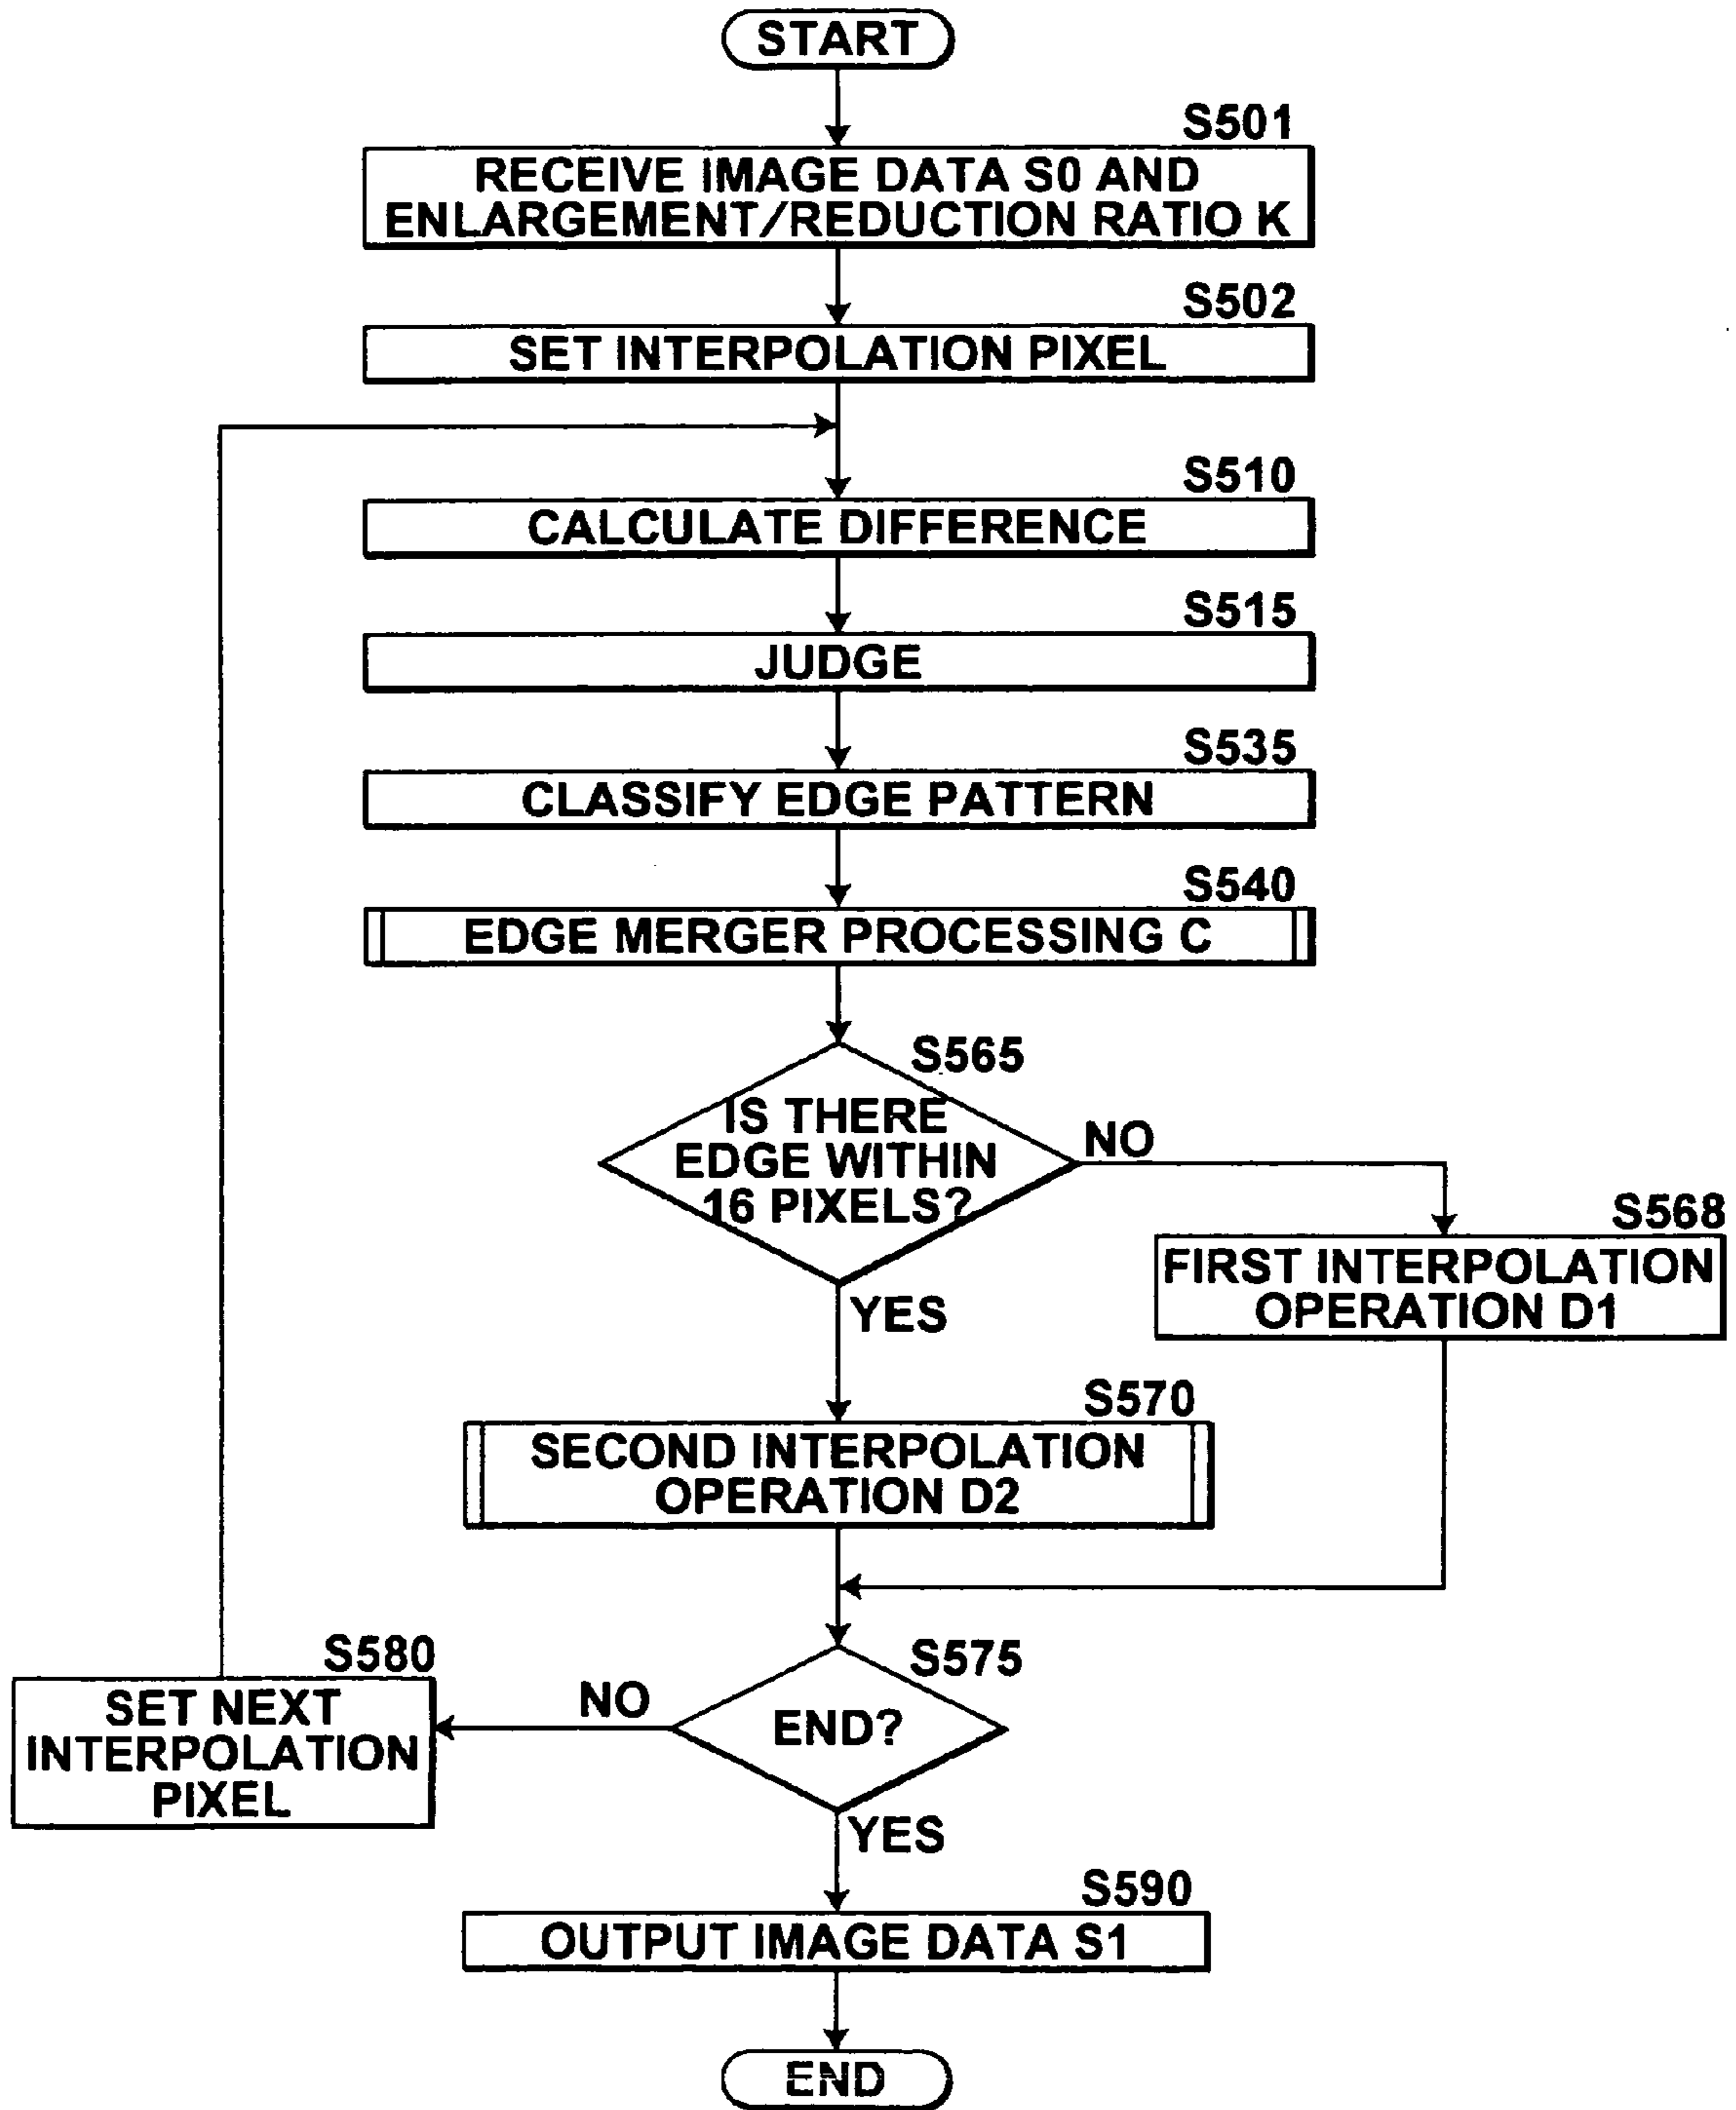 START
S501
RECEIVE IMAGE DATA S0 AND
ENLARGEMENT/REDUCTION RATIO K
S502
SET INTERPOLATION PIXEL
S510
CALCULATE DIFFERENCE
S515
JUDGE
S535
CLASSIFY EDGE PATTERN
S540
EDGE MERGER PROCESSING C
S565
IS THERE
EDGE WITHIN
16 PIXELS?
NO
S568
FIRST INTERPOLATION
OPERATION D1
YES
S570
SECOND INTERPOLATION
OPERATION D2
S575
END?
NO
S580
SET NEXT
INTERPOLATION
PIXEL
YES
S590
OUTPUT IMAGE DATA S1
END